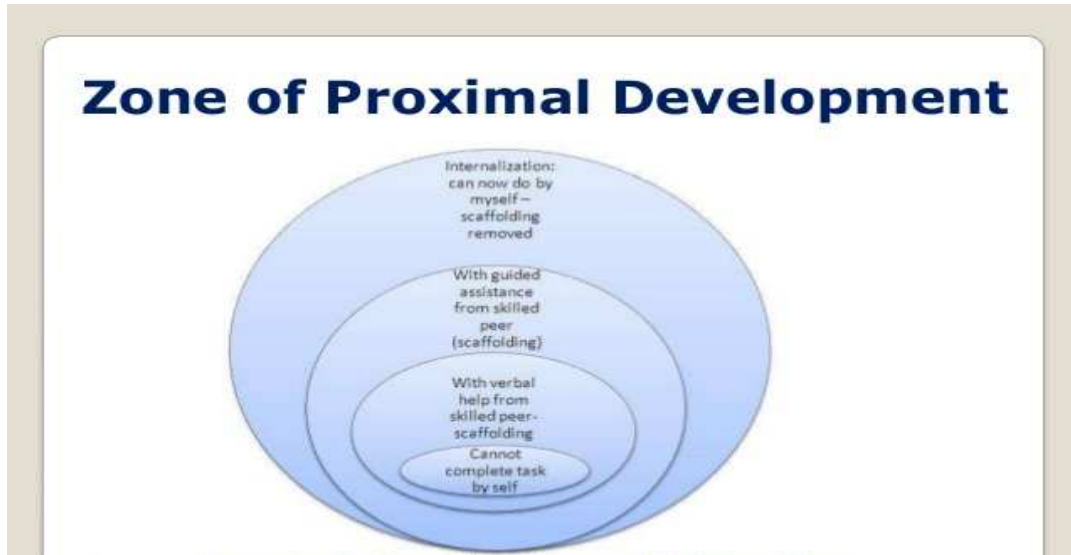 Zone of Proximal Development
Internalization:
can now do by
myself –
scaffolding
removed
With guided
assistance
from skilled
peer
(scaffolding)
With verbal
help from
skilled peer-
scaffolding
Cannot
complete task
by self